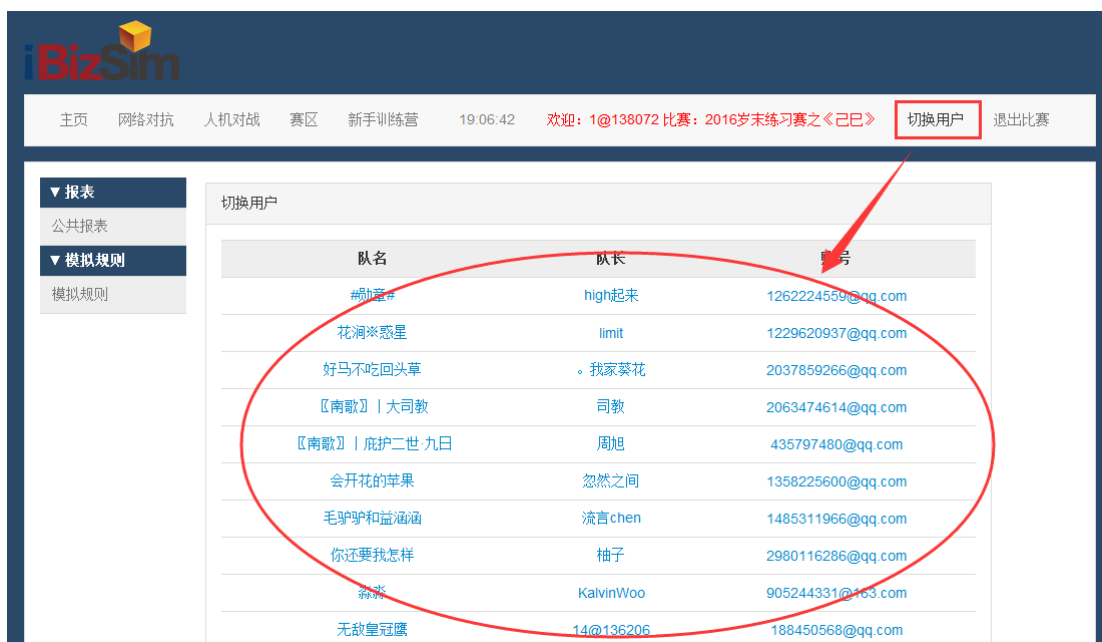 iBizSim
主页 网络对抗 人机对战 赛区 新手训练营 19:06:42 欢迎：1@138072 比赛：2016岁末练习赛之《己巳》 切换用户 退出比赛
▼报表
公共报表
▼模拟规则
模拟规则
切换用户
队名 队长 号
#勋章# high起来 1262224559@qq.com
花涧※惑星 limit 1229620937@qq.com
好马不吃回头草 。我家葵花 2037859266@qq.com
〖南歌〗丨大司教 司教 2063474614@qq.com
〖南歌〗丨庇护二世·九日 周旭 435797480@qq.com
会开花的苹果 忽然之间 1358225600@qq.com
毛驴驴和益涵涵 流言chen 1485311966@qq.com
你还要我怎样 柚子 2980116286@qq.com
淼淼 KalvinWoo 905244331@163.com
无敌皇冠鹰 14@136206 188450568@qq.com